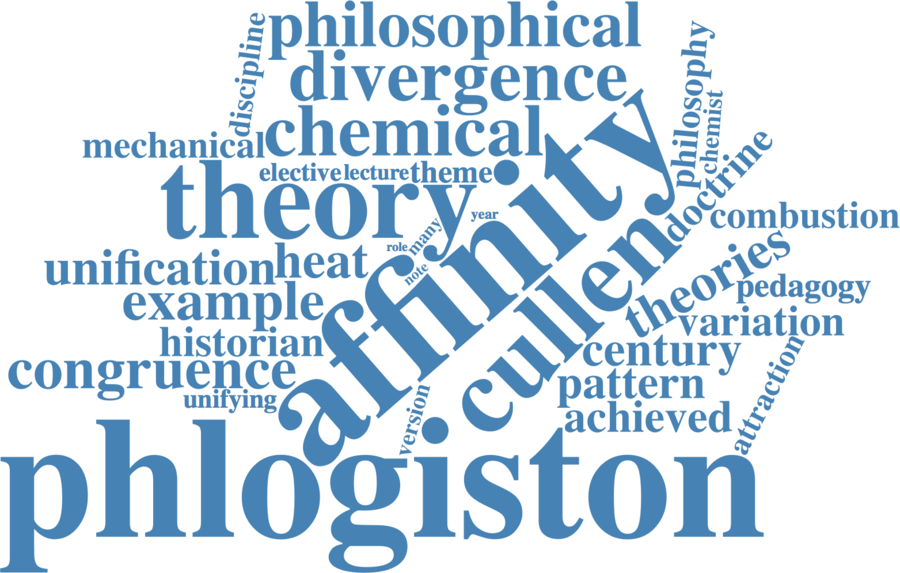 philosophical
discipline
divergence
philosophy
chemical
chemist
mechanical
elective
lecture
theme
doctrine
theory
affinity
year
many
role
note
combustion
cullen
unification
heat
theories
pedagogy
example
variation
historian
century
congruence
pattern
attraction
unifying
version
achieved
phlogiston